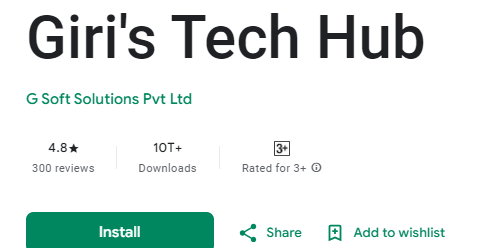 Giri's Tech Hub
G Soft Solutions Pvt Ltd
4.8★ 10T+ 3+
300 reviews Downloads Rated for 3+
Install Share Add to wishlist